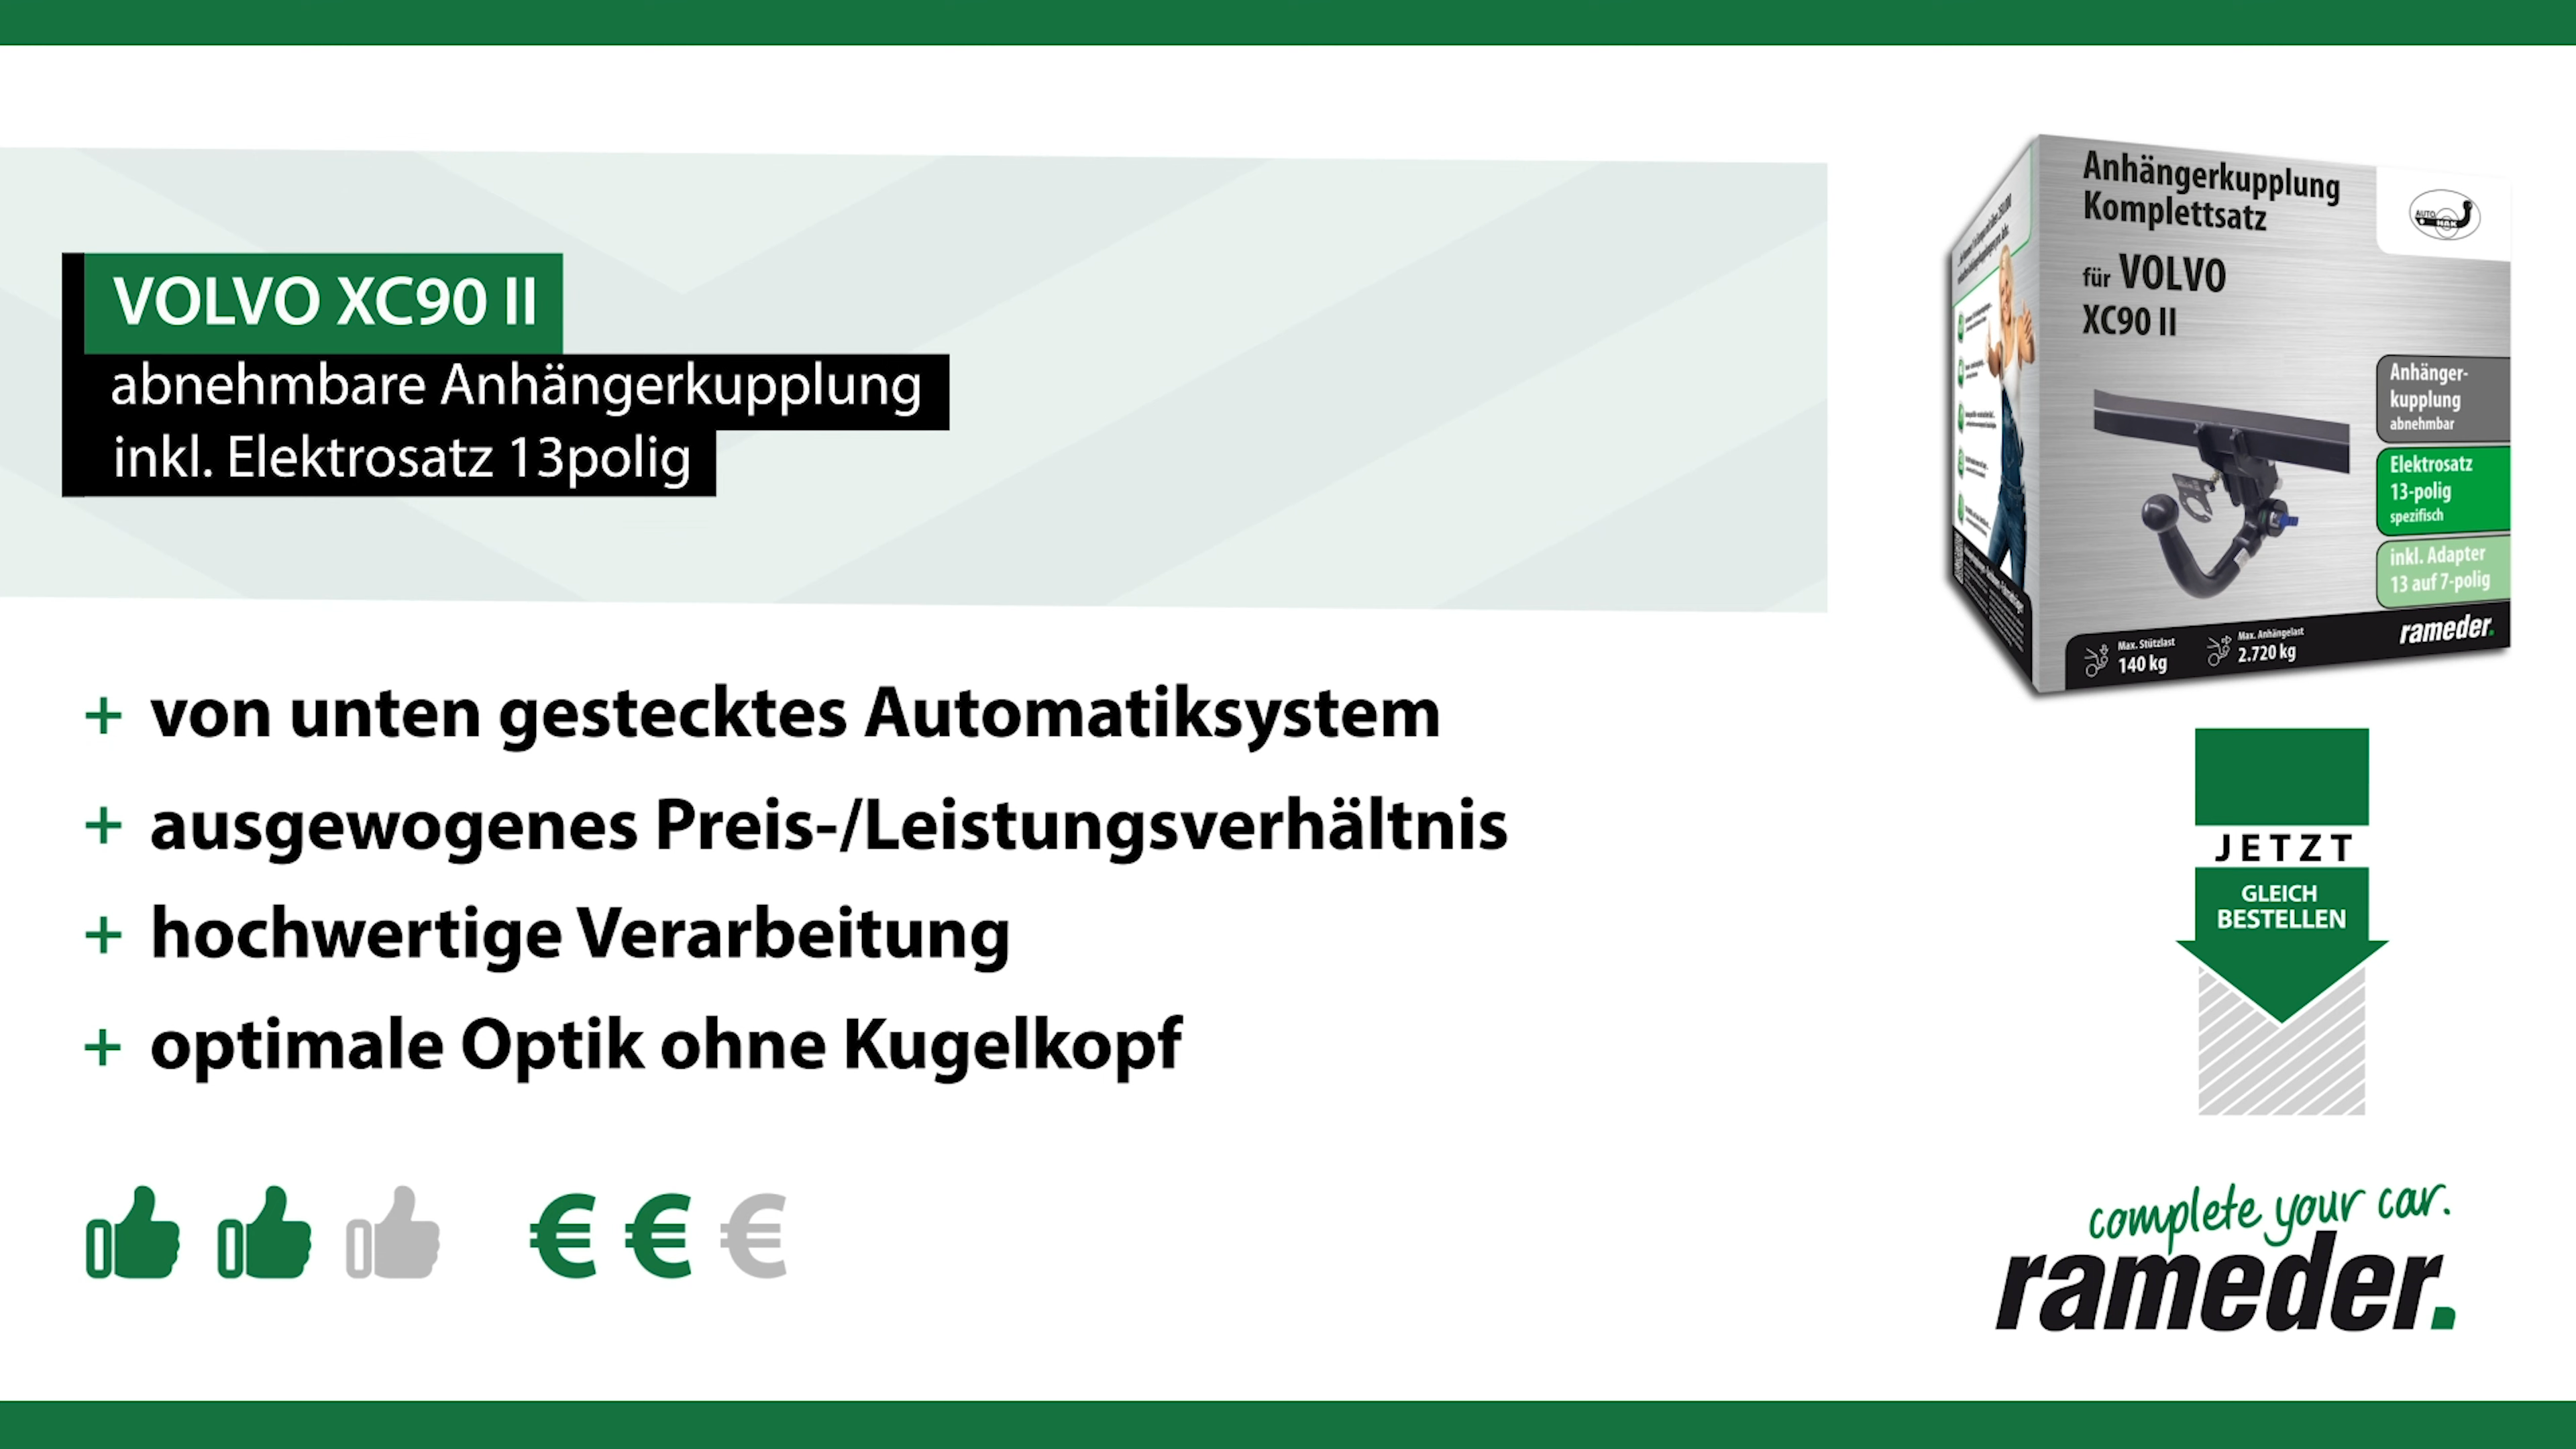 VOLVO XC90 II
abnehmbare Anhängerkupplung
inkl. Elektrosatz 13polig
+ von unten gestecktes Automatiksystem
+ ausgewogenes Preis-/Leistungsverhältnis
+ hochwertige Verarbeitung
+ optimale Optik ohne Kugelkopf
€ € €
Anhängerkupplung
Komplettsatz
für VOLVO
XC90 II
AUTO
HAK
Anhänger-
kupplung
abnehmbar
Elektrosatz
13-polig
spezifisch
inkl. Adapter
13 auf 7-polig
Max. Stützlast
140 kg
Max. Anhängelast
2.720 kg
rameder.
JETZT
GLEICH
BESTELLEN
complete your car.
rameder.